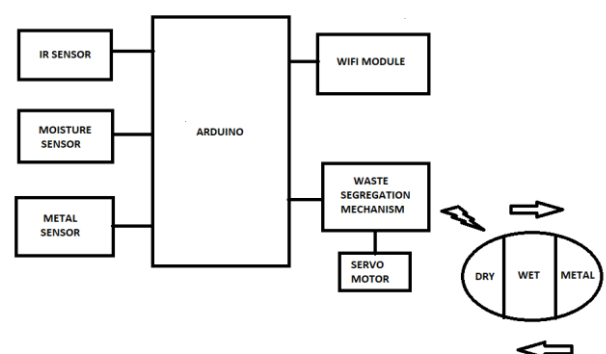 IR SENSOR
MOISTURE
SENSOR
METAL
SENSOR
ARDUINO
WIFI MODULE
WASTE
SEGREGATION
MECHANISM
SERVO
MOTOR
DRY
WET
METAL